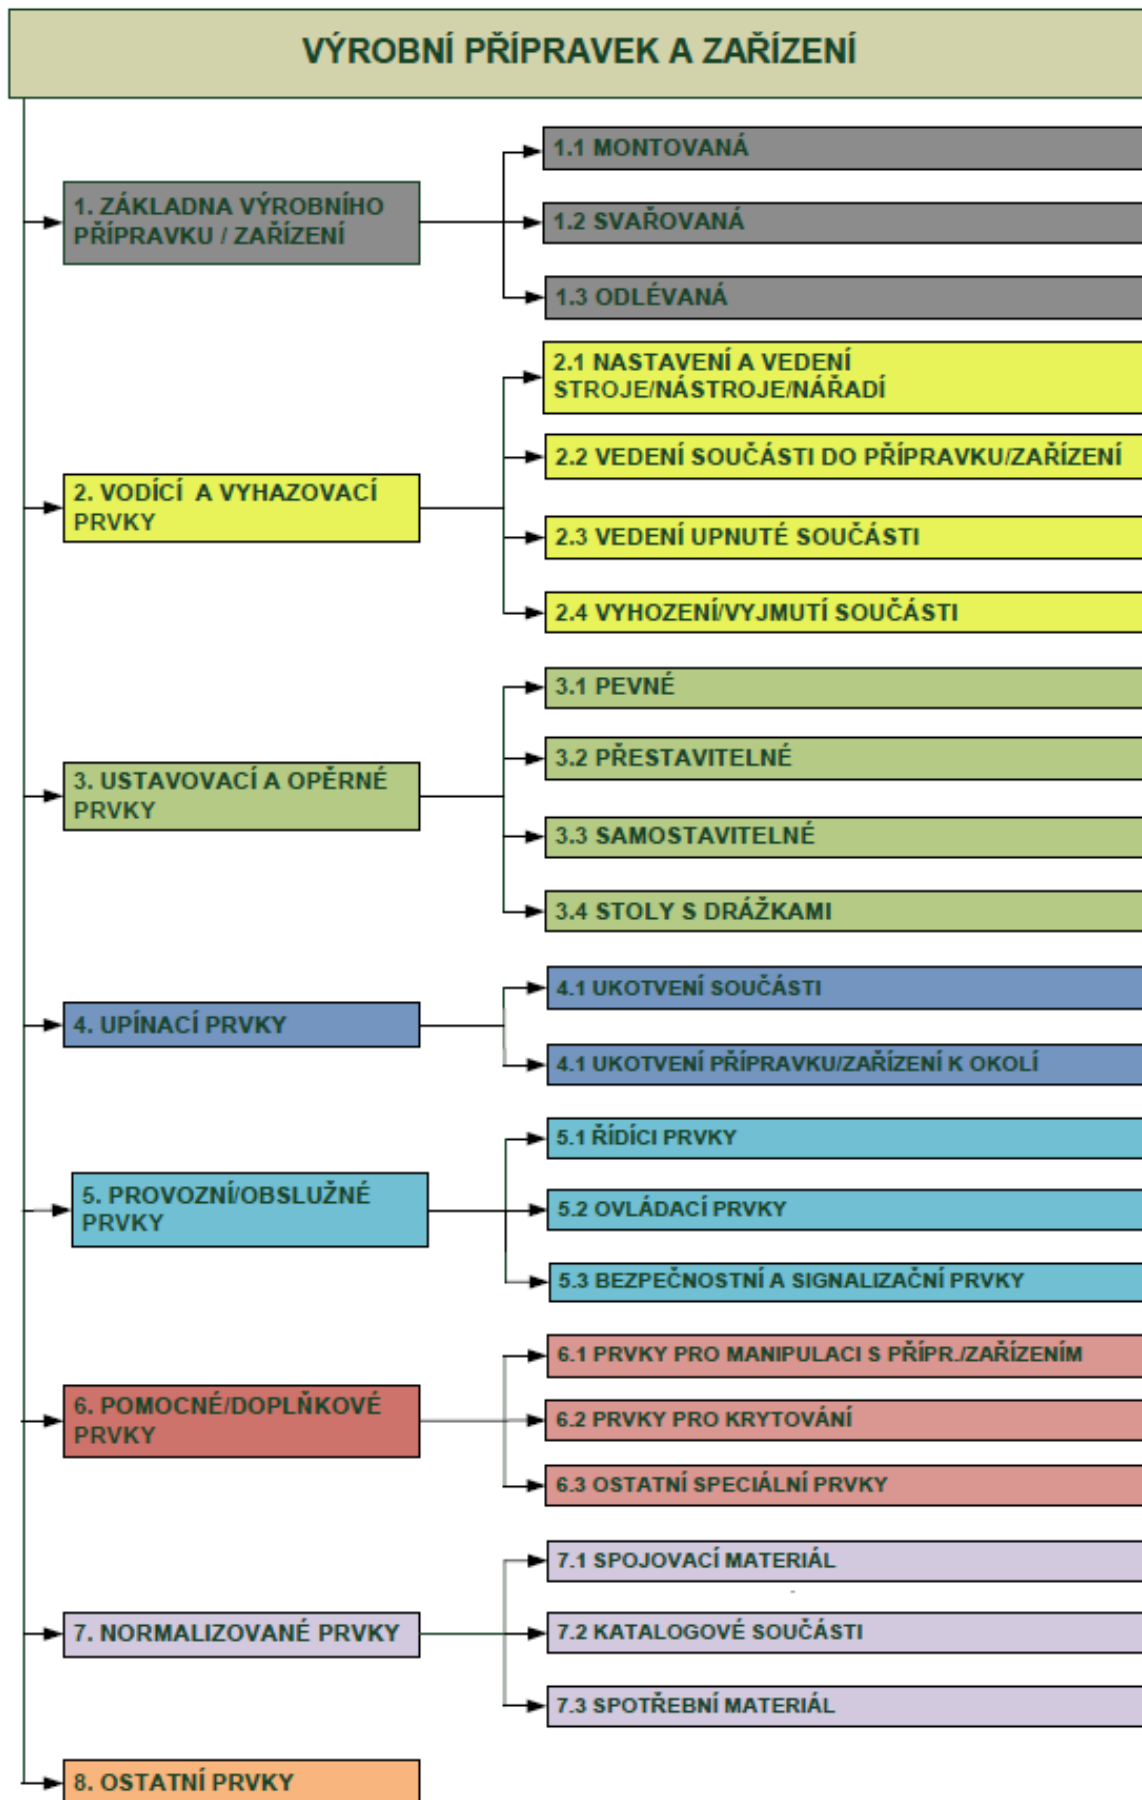 VÝROBNÍ PŘÍPRAVEK A ZAŘÍZENÍ
1. ZÁKLADNA VÝROBNÍHO
PŘÍPRAVKU / ZAŘÍZENÍ
1.1 MONTOVANÁ
1.2 SVAŘOVANÁ
1.3 ODLÉVANÁ
2. VODÍCÍ A VYHAZOVACÍ
PRVKY
2.1 NASTAVENÍ A VEDENÍ
STROJE/NÁSTROJE/NÁŘADÍ
2.2 VEDENÍ SOUČÁSTI DO PŘÍPRAVKU/ZAŘÍZENÍ
2.3 VEDENÍ UPNUTÉ SOUČÁSTI
2.4 VYHOZENÍ/VYJMUTÍ SOUČÁSTI
3. USTAVOVACÍ A OPĚRNÉ
PRVKY
3.1 PEVNÉ
3.2 PŘESTAVITELNÉ
3.3 SAMOSTAVITELNÉ
3.4 STOLY S DRÁŽKAMI
4. UPÍNACÍ PRVKY
4.1 UKOTVENÍ SOUČÁSTI
4.1 UKOTVENÍ PŘÍPRAVKU/ZAŘÍZENÍ K OKOLÍ
5. PROVOZNÍ/OBSLUŽNÉ
PRVKY
5.1 ŘÍDÍCI PRVKY
5.2 OVLÁDACÍ PRVKY
5.3 BEZPEČNOSTNÍ A SIGNALIZAČNÍ PRVKY
6. POMOCNÉ/DOPLŇKOVÉ
PRVKY
6.1 PRVKY PRO MANIPULACI S PŘÍPR./ZAŘÍZENÍM
6.2 PRVKY PRO KRYTOVÁNÍ
6.3 OSTATNÍ SPECIÁLNÍ PRVKY
7. NORMALIZOVANÉ PRVKY
7.1 SPOJOVACÍ MATERIÁL
7.2 KATALOGOVÉ SOUČÁSTI
7.3 SPOTŘEBNÍ MATERIÁL
8. OSTATNÍ PRVKY